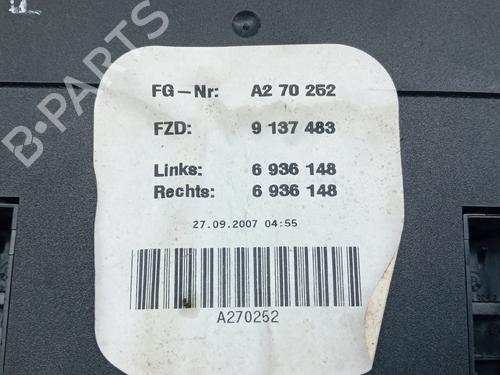 B-PARTS
FG-Nr: A2 70 252
FZD: 9 137 483
Links: 6 936 148
Rechts: 6 936 148
27.09.2007 04:55
A270252